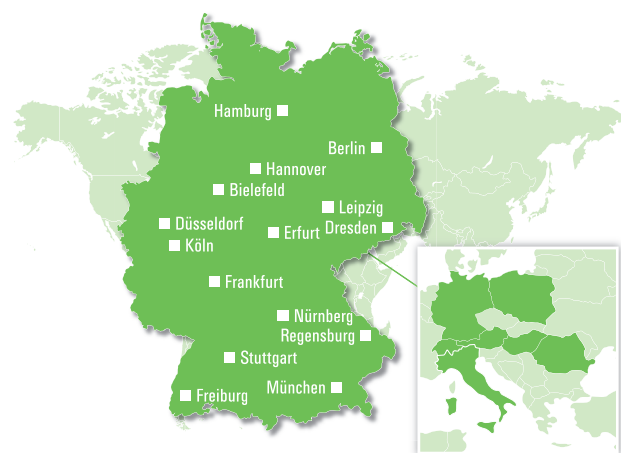 Hamburg
Berlin
Hannover
Bielefeld
Leipzig
Düsseldorf
Erfurt
Dresden
Köln
Frankfurt
Nürnberg
Regensburg
Stuttgart
München
Freiburg